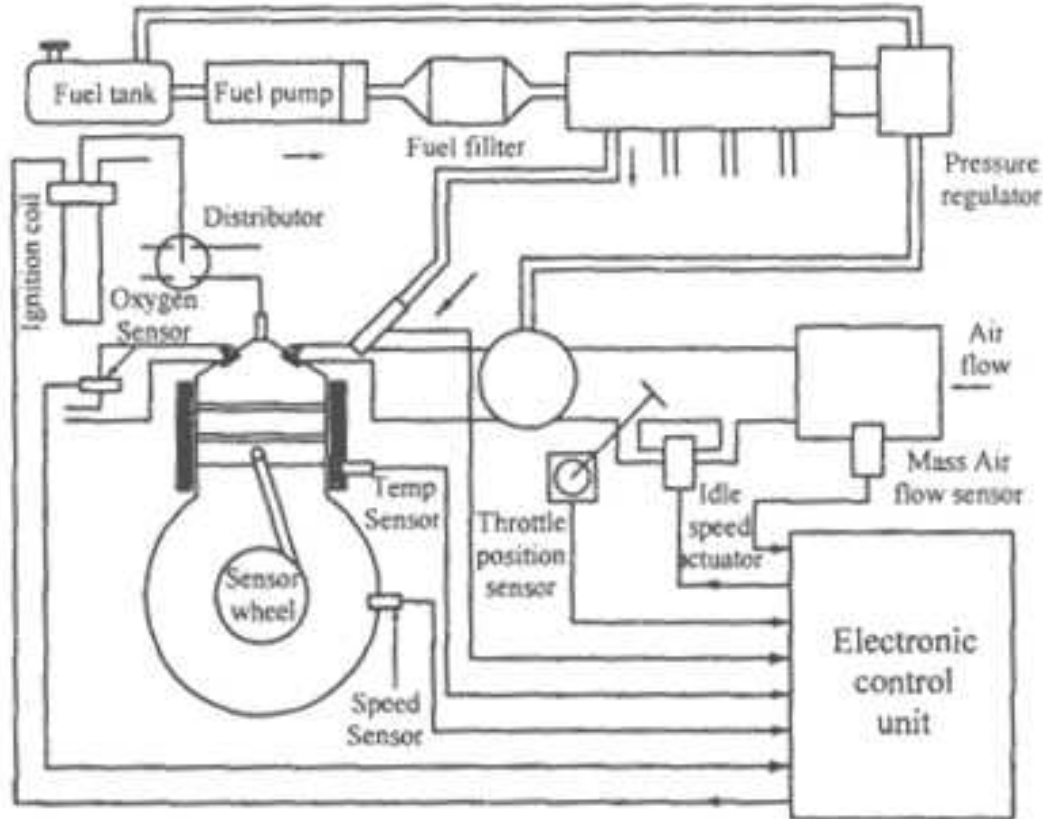 Fuel tank
Fuel pump
Fuel fillter
Pressure
regulator
Ignition coil
Distributor
Oxygen
Sensor
Air
flow
Mass Air
flow sensor
Temp
Sensor
Throttle
position
sensor
Idle
speed
actuator
Sensor
wheel
Speed
Sensor
Electronic
control
unit